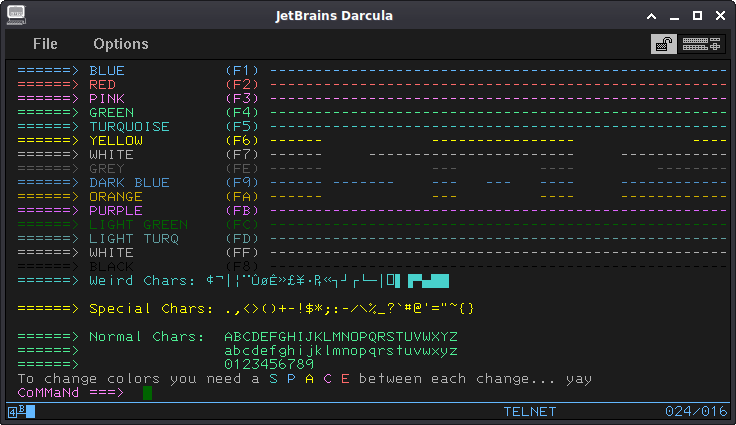 JetBrains Darcula
File Options
======> BLUE (F1) ---------------------------------------------------
======> RED (F2) ---------------------------------------------------
======> PINK (F3) ---------------------------------------------------
======> GREEN (F4) ---------------------------------------------------
======> TURQUOISE (F5) ---------------------------------------------------
======> YELLOW (F6) ------ ---------------- ----
======> WHITE (F7) ---------------------------- ------------
======> GREY (FE) --- ----
======> DARK BLUE (F9) ------ ------- --- --- --- ------------
======> ORANGE (FA) ------ --- ---- ------------
======> PURPLE (FB) ---------------------------------------------------
======> LIGHT GREEN (FC) ---------------------------------------------------
======> LIGHT TURQ (FD) ---------------------------------------------------
======> WHITE (FF) ---------------------------------------------------
======> BLACK (F8)
======> Weird Chars: ¢¬|¦¨ÛøÊ»£¥·₧«┐┘┌└─│
======> Special Chars: .,<>()+-!$*;:-/\%_?`#@'="~{}
======> Normal Chars: ABCDEFGHIJKLMNOPQRSTUVWXYZ
======> abcdefghijklmnopqrstuvwxyz
======> 0123456789
To change colors you need a S P A C E between each change... yay
CoMMaNd ===>
4 B TELNET 024/016